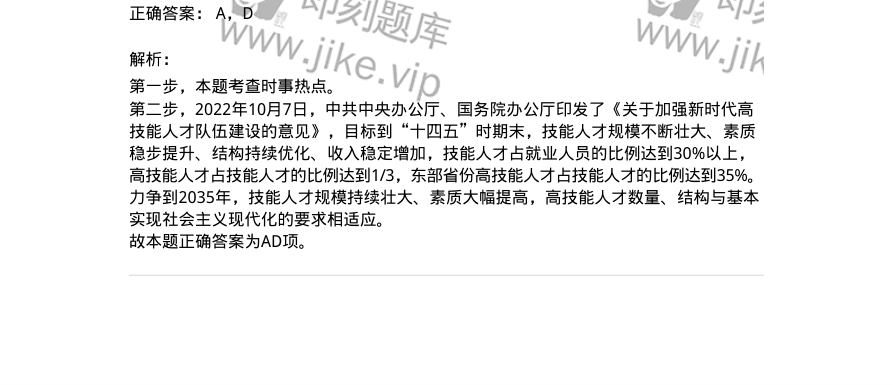 正确答案： A，D
即刻题库
www.jike.vip
www.jike.vip
解析：
第一步，本题考查时事热点。
第二步，2022年10月7日，中共中央办公厅、国务院办公厅印发了《关于加强新时代高
技能人才队伍建设的意见》，目标到“十四五”时期末，技能人才规模不断壮大、素质
稳步提升、结构持续优化、收入稳定增加，技能人才占就业人员的比例达到30%以上，
高技能人才占技能人才的比例达到1/3，东部省份高技能人才占技能人才的比例达到35%。
力争到2035年，技能人才规模持续壮大、素质大幅提高，高技能人才数量、结构与基本
实现社会主义现代化的要求相适应。
故本题正确答案为AD项。